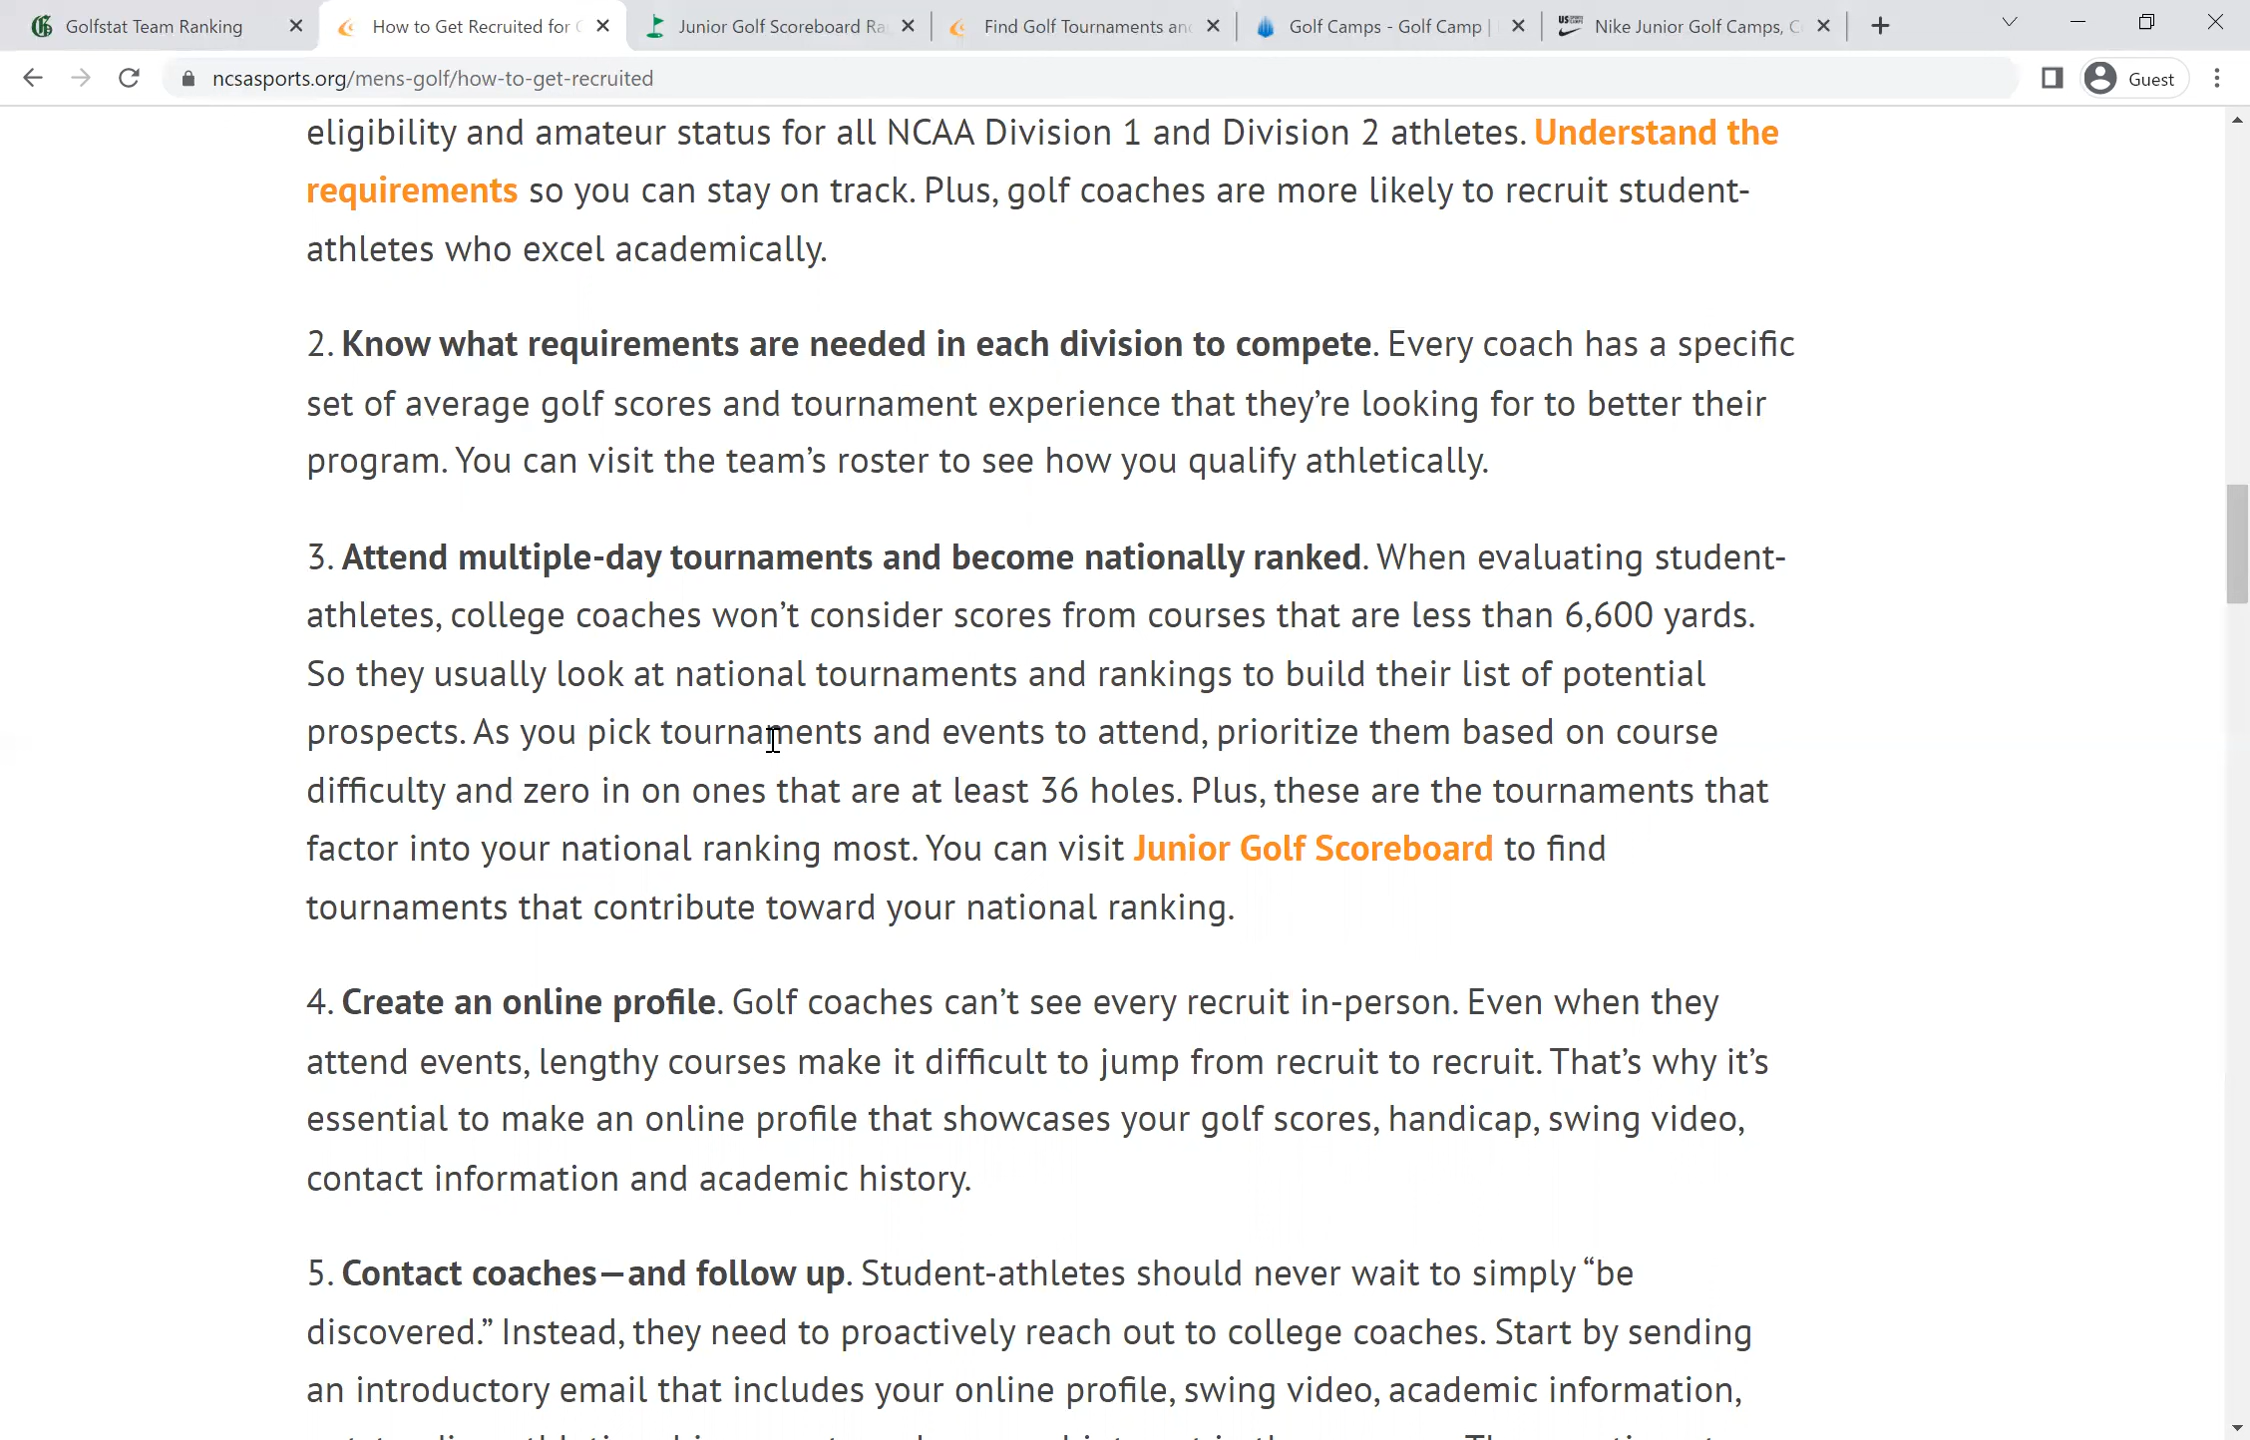 Golfstat Team Ranking
How to Get Recruited for
Junior Golf Scoreboard Ra
Find Golf Tournaments an
Golf Camps - Golf Camp |
Nike Junior Golf Camps, C
ncsasports.org/mens-golf/how-to-get-recruited
Guest
eligibility and amateur status for all NCAA Division 1 and Division 2 athletes. Understand the
requirements so you can stay on track. Plus, golf coaches are more likely to recruit student-
athletes who excel academically.
2. Know what requirements are needed in each division to compete. Every coach has a specific
set of average golf scores and tournament experience that they’re looking for to better their
program. You can visit the team’s roster to see how you qualify athletically.
3. Attend multiple-day tournaments and become nationally ranked. When evaluating student-
athletes, college coaches won’t consider scores from courses that are less than 6,600 yards.
So they usually look at national tournaments and rankings to build their list of potential
prospects. As you pick tournaments and events to attend, prioritize them based on course
difficulty and zero in on ones that are at least 36 holes. Plus, these are the tournaments that
factor into your national ranking most. You can visit Junior Golf Scoreboard to find
tournaments that contribute toward your national ranking.
4. Create an online profile. Golf coaches can’t see every recruit in-person. Even when they
attend events, lengthy courses make it difficult to jump from recruit to recruit. That’s why it’s
essential to make an online profile that showcases your golf scores, handicap, swing video,
contact information and academic history.
5. Contact coaches—and follow up. Student-athletes should never wait to simply “be
discovered.” Instead, they need to proactively reach out to college coaches. Start by sending
an introductory email that includes your online profile, swing video, academic information,